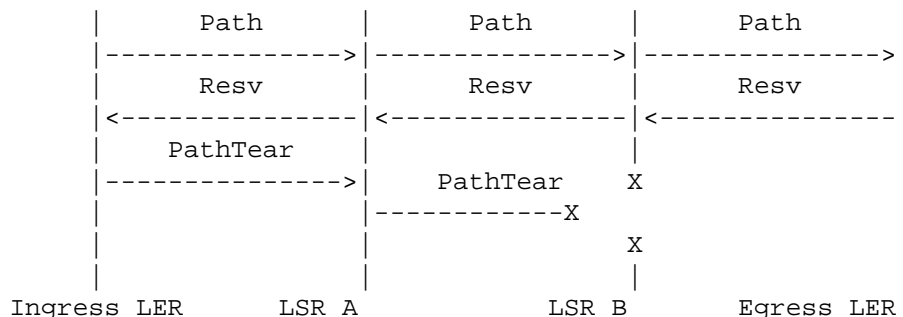 Path Path Path
Resv Resv Resv
PathTear
PathTear X
X
X
Ingress LER LSR A LSR B Egress LER